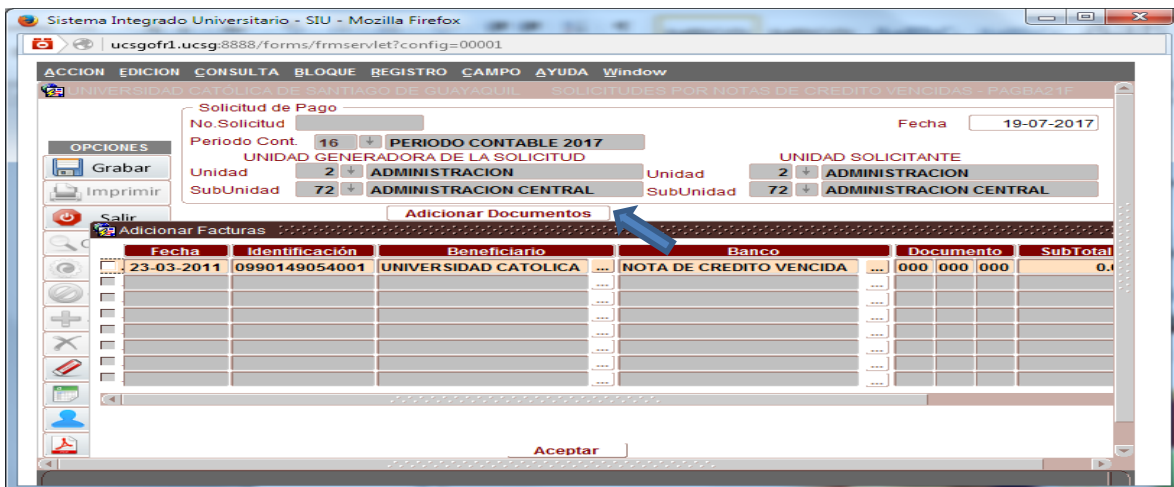 Sistema Integrado Universitario - SIU - Mozilla Firefox
ucsgofr1.ucsg:8888/forms/frmservlet?config=00001
ACCION EDICION CONSULTA BLOQUE REGISTRO CAMPO AYUDA Window
UNIVERSIDAD CATOLICA DE SANTIAGO DE GUAYAQUIL SOLICITUDES POR NOTAS DE CREDITO VENCIDAS - PAGBA21F
Solicitud de Pago
No.Solicitud Fecha 19-07-2017
Periodo Cont. 16 PERIODO CONTABLE 2017
OPCIONES
UNIDAD GENERADORA DE LA SOLICITUD UNIDAD SOLICITANTE
Grabar
Unidad 2 ADMINISTRACION Unidad 2 ADMINISTRACION
Imprimir
SubUnidad 72 ADMINISTRACION CENTRAL SubUnidad 72 ADMINISTRACION CENTRAL
Salir
Adicionar Documentos
Adicionar Facturas
Fecha Identificación Beneficiario Banco Documento SubTotal
23-03-2011 0990149054001 UNIVERSIDAD CATOLICA ... NOTA DE CREDITO VENCIDA ... 000 000 000
... ...
... ...
... ...
... ...
... ...
... ...
... ...
Aceptar